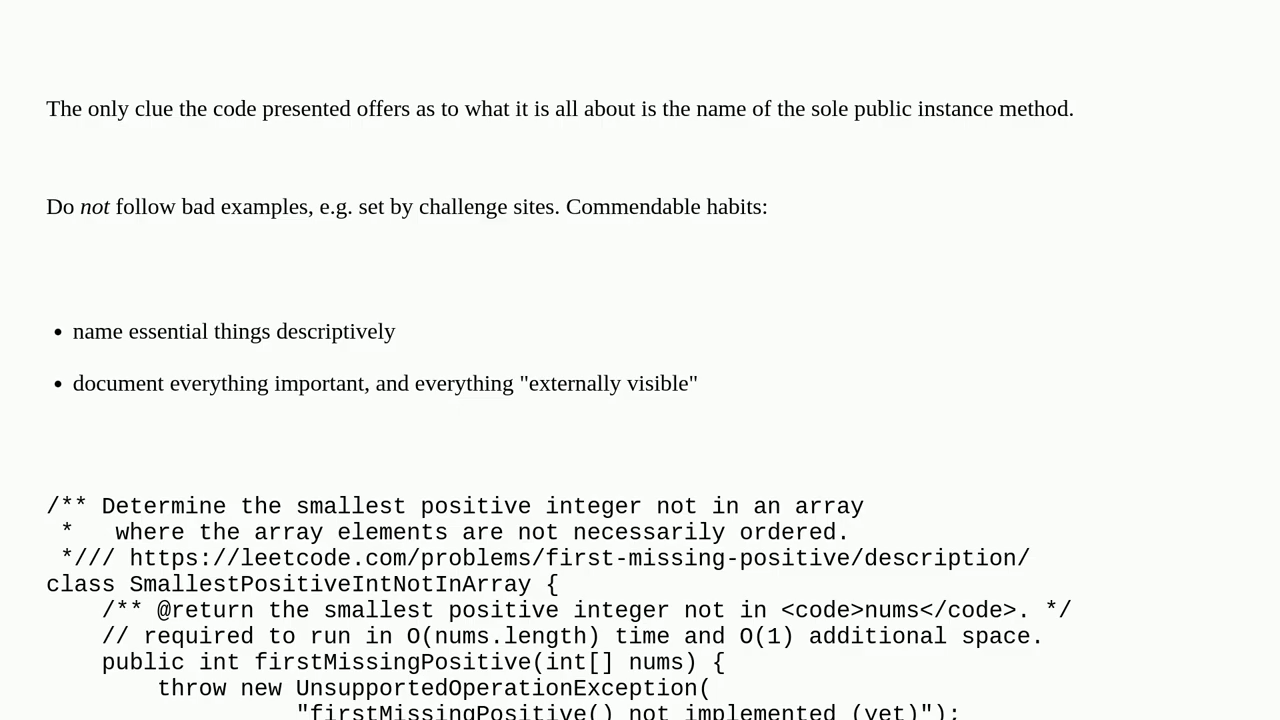 The only clue the code presented offers as to what it is all about is the name of the sole public instance method.
Do not follow bad examples, e.g. set by challenge sites. Commendable habits:
• name essential things descriptively
• document everything important, and everything "externally visible"
/** Determine the smallest positive integer not in an array
 *   where the array elements are not necessarily ordered.
 */// https://leetcode.com/problems/first-missing-positive/description/
class SmallestPositiveIntNotInArray {
    /** @return the smallest positive integer not in <code>nums</code>. */
    // required to run in O(nums.length) time and O(1) additional space.
    public int firstMissingPositive(int[] nums) {
        throw new UnsupportedOperationException(
                  "firstMissingPositive() not implemented (yet)");